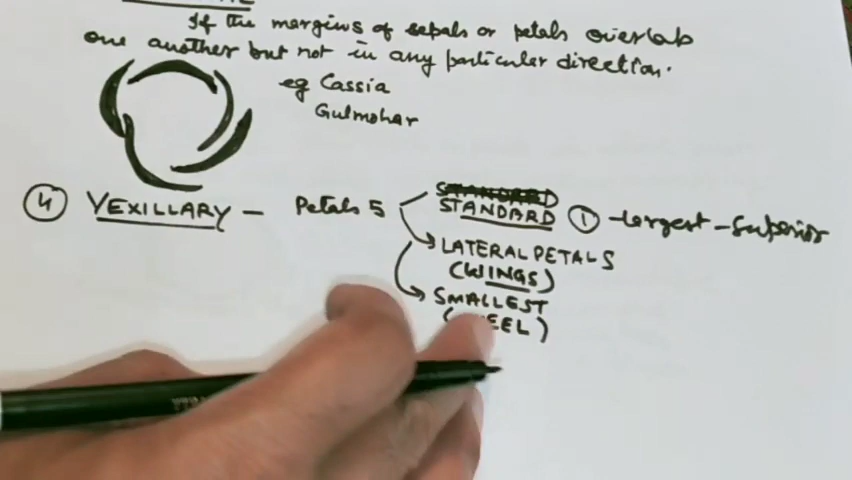 If the margins of sepals or petals overlab
one another but not in any particular direction.
eg Cassia
Gulmohar
4 VEXILLARY - Petals 5
STANDARD 1 - largest - Superior
LATERAL PETALS
(WINGS)
SMALLEST